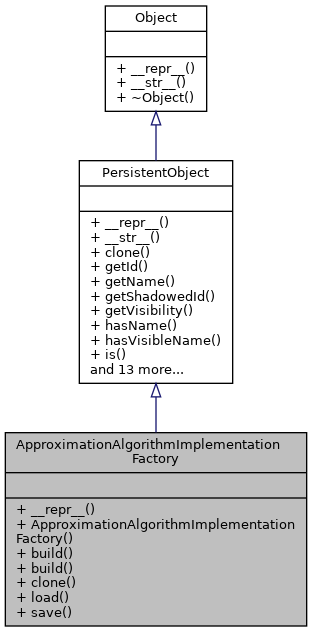 Object
+ __repr__()
+ __str__()
+ ~Object()
PersistentObject
+ __repr__()
+ __str__()
+ clone()
+ getId()
+ getName()
+ getShadowedId()
+ getVisibility()
+ hasName()
+ hasVisibleName()
+ is()
and 13 more...
ApproximationAlgorithmImplementation
Factory
+ __repr__()
+ ApproximationAlgorithmImplementation
Factory()
+ build()
+ build()
+ clone()
+ load()
+ save()